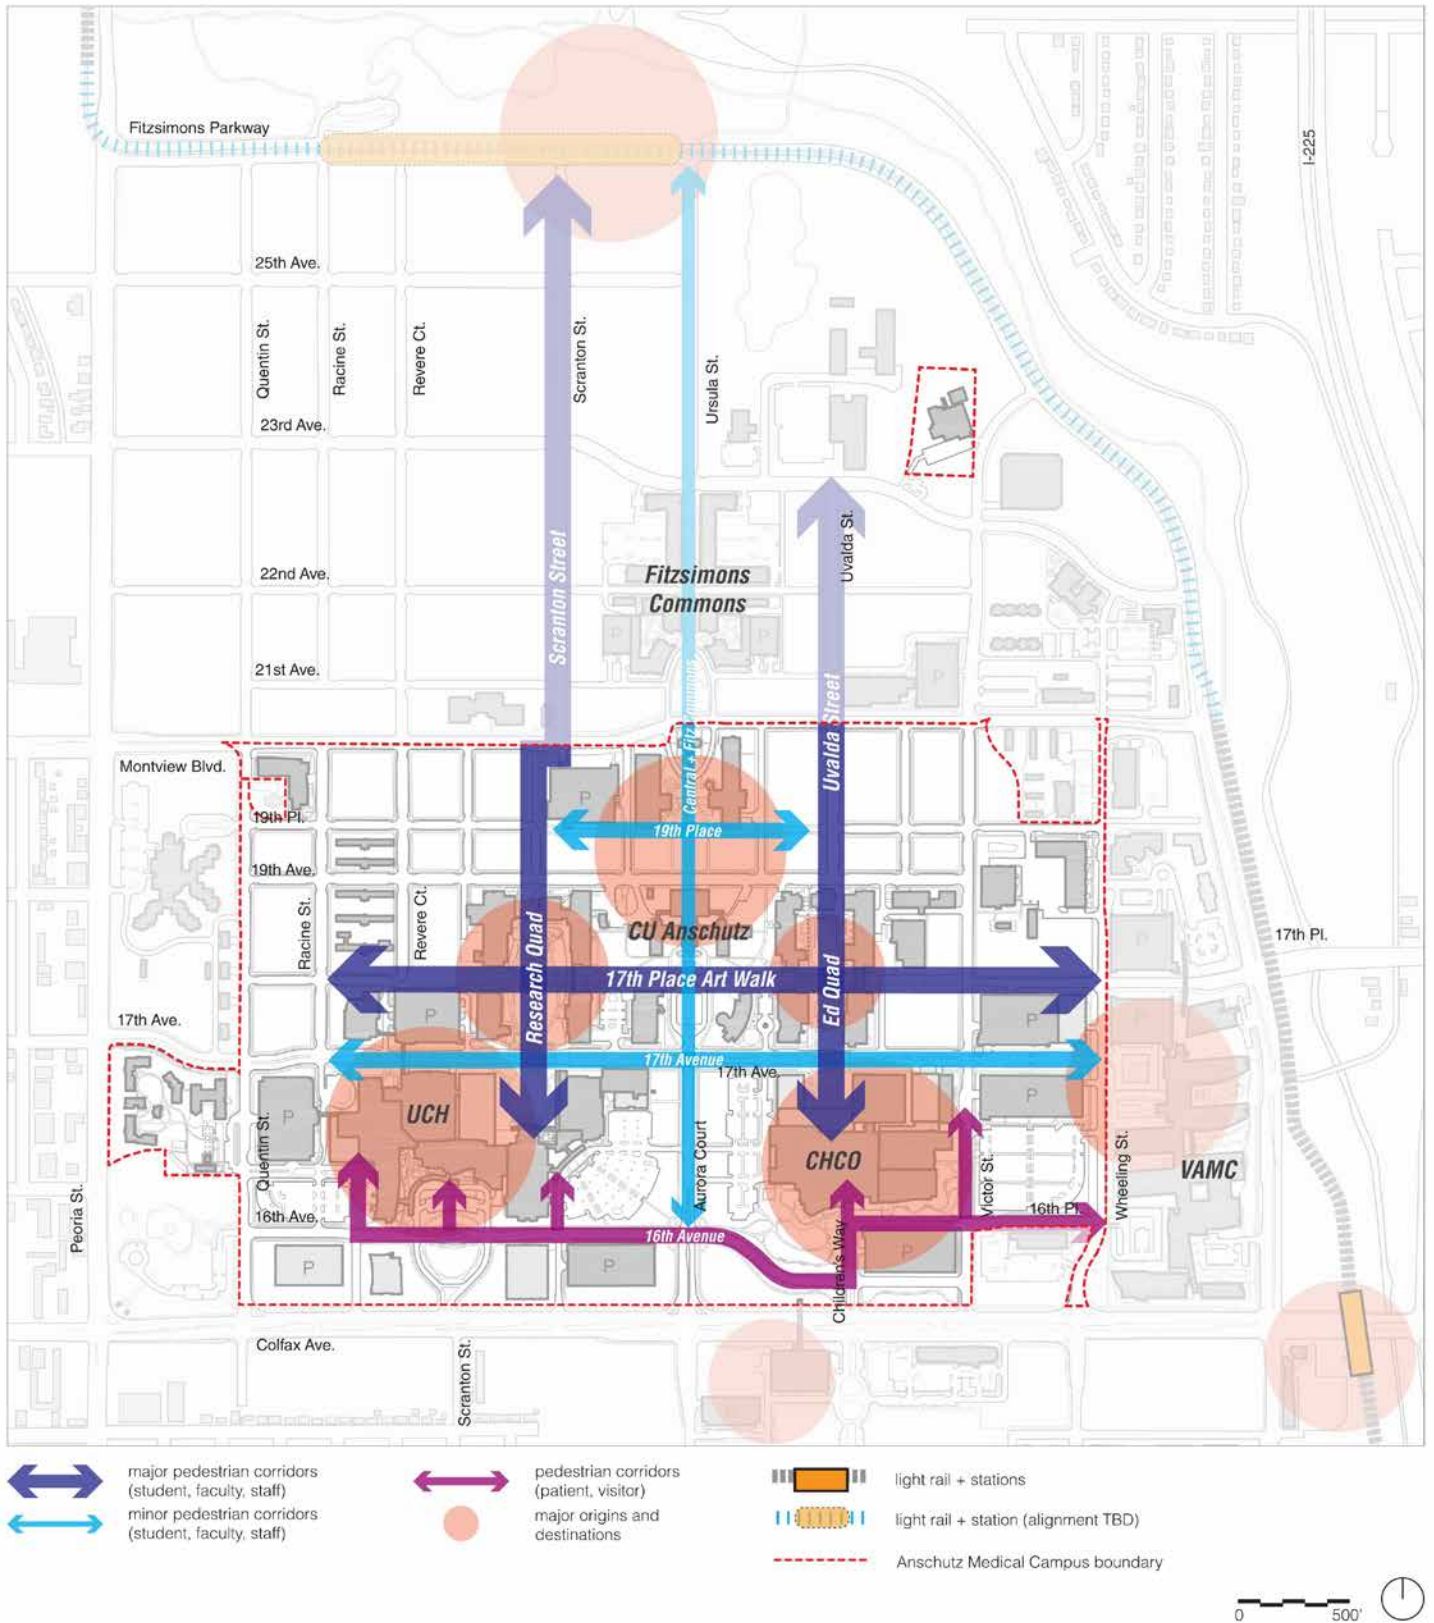 Fitzsimons Parkway
I-225
25th Ave.
Quentin St.
Racine St.
Revere Ct.
Scranton St.
Ursula St.
23rd Ave.
Uvalda St.
Scranton Street
22nd Ave.
Fitzsimons
Commons
P
P
21st Ave.
P
Uvalda Street
Central + Fitz Commons
Montview Blvd.
P
19th Pl.
19th Place
19th Ave.
Racine St.
Revere Ct.
Research Quad
CU Anschutz
17th Pl.
P
17th Place Art Walk
Ed Quad
17th Ave.
P
P
P
17th Avenue
17th Ave.
P
UCH
P
Quentin St.
Aurora Court
CHCO
Victor St.
Wheeling St.
VAMC
Peoria St.
16th Ave.
16th Pl.
16th Avenue
Children's Way
P
P
P
Colfax Ave.
Scranton St.
major pedestrian corridors
(student, faculty, staff)
minor pedestrian corridors
(student, faculty, staff)
pedestrian corridors
(patient, visitor)
major origins and
destinations
light rail + stations
light rail + station (alignment TBD)
Anschutz Medical Campus boundary
0 500'